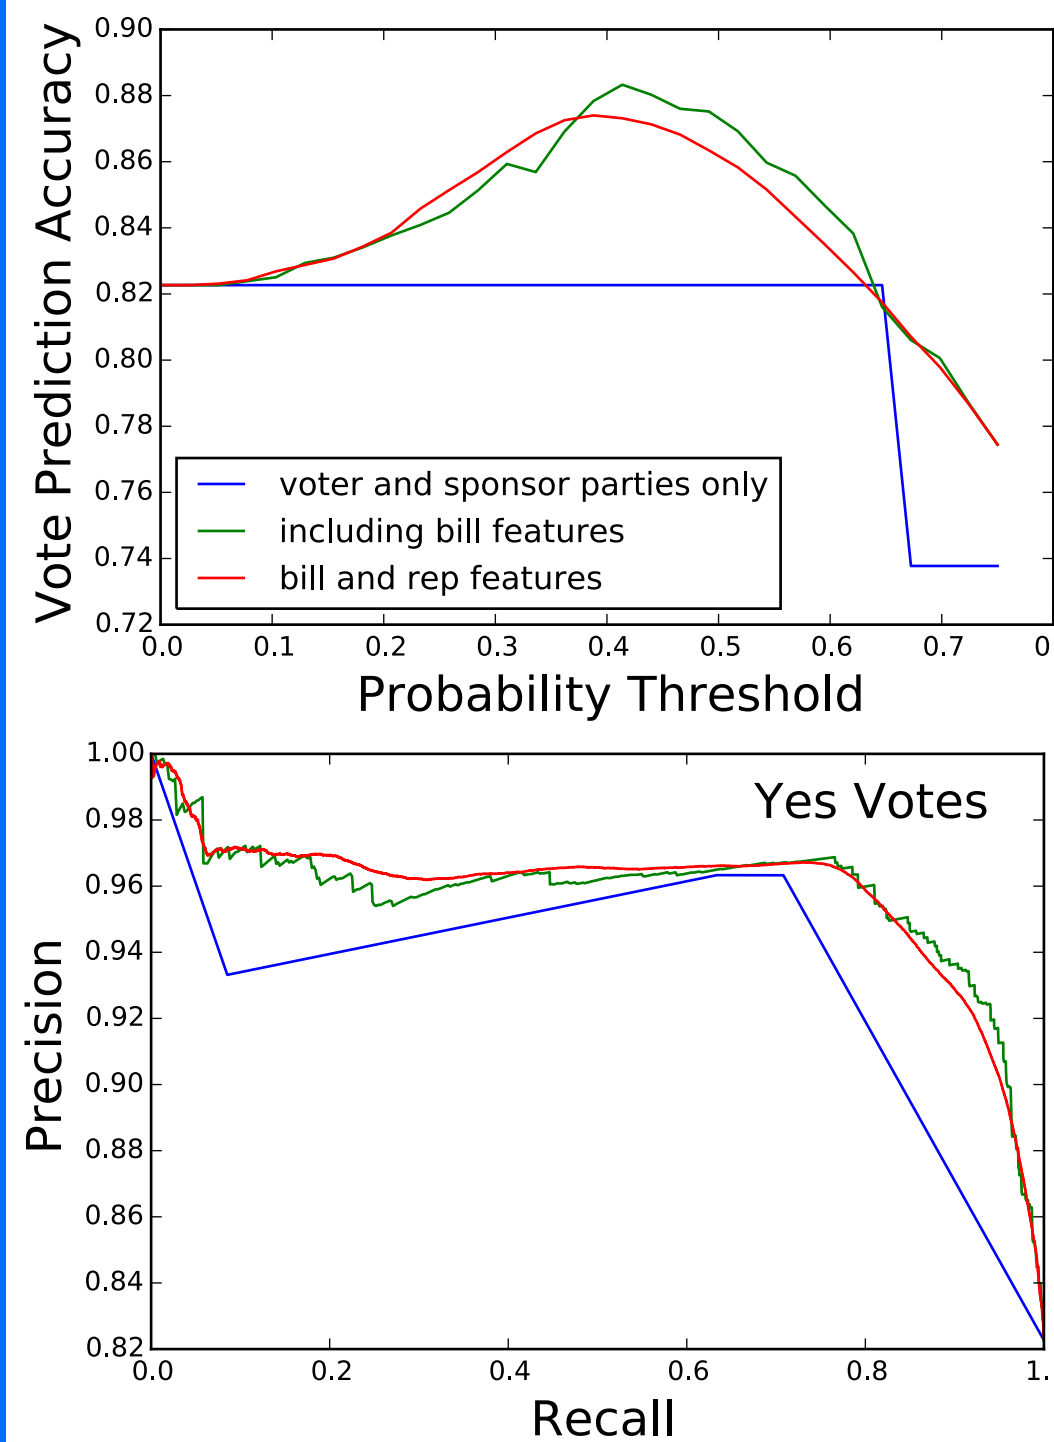 Vote Prediction Accuracy
0.90
0.88
0.86
0.84
0.82
0.80
0.78
0.76
0.74
0.72
voter and sponsor parties only
including bill features
bill and rep features
0.0 0.1 0.2 0.3 0.4 0.5 0.6 0.7 0
Probability Threshold
Precision
1.00
0.98
0.96
0.94
0.92
0.90
0.88
0.86
0.84
0.82
Yes Votes
0.0 0.2 0.4 0.6 0.8 1.
Recall